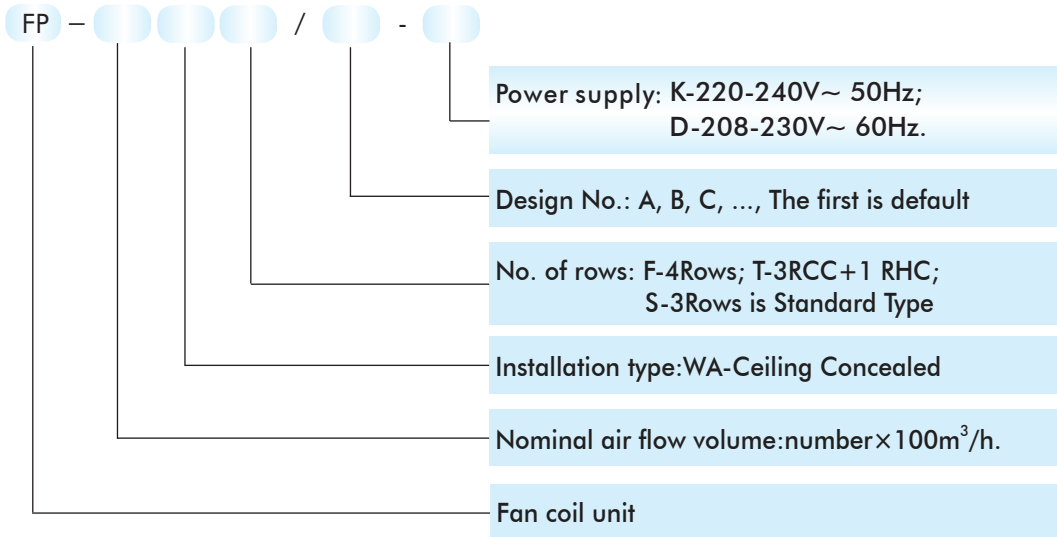 FP – / -
Power supply: K-220-240V~ 50Hz;
D-208-230V~ 60Hz.
Design No.: A, B, C, ..., The first is default
No. of rows: F-4Rows; T-3RCC+1 RHC;
S-3Rows is Standard Type
Installation type:WA-Ceiling Concealed
Nominal air flow volume:number×100m³/h.
Fan coil unit